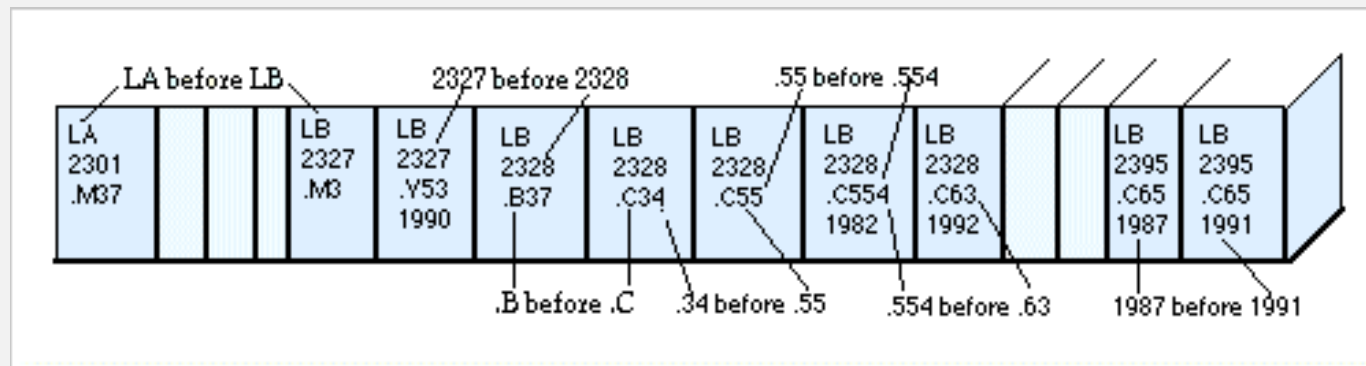 LA before LB
2327 before 2328
.55 before .554
LA
2301
.M37
LB
2327
.M3
LB
2327
.Y53
1990
LB
2328
.B37
LB
2328
.C34
LB
2328
.C55
LB
2328
.C554
1982
LB
2328
.C63
1992
LB
2395
.C65
1987
LB
2395
.C65
1991
.B before .C
.34 before .55
.554 before .63
1987 before 1991